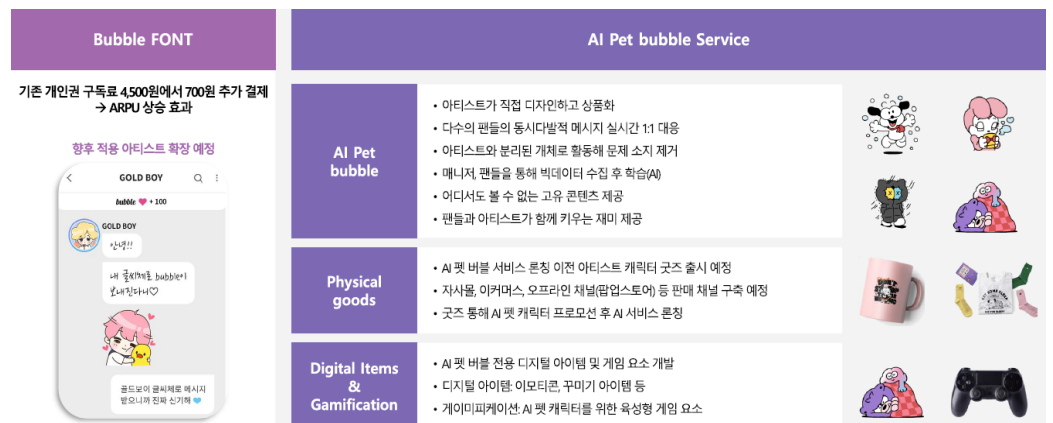 Bubble FONT
기존 개인권 구독료 4,500원에서 700원 추가 결제
→ ARPU 상승 효과
향후 적용 아티스트 확장 예정
GOLD BOY
bubble + 100
GOLD BOY
안녕!!
내 글씨체로 bubble이
보내진다니♡
골드보이 글씨체로 메시지
받으니까 진짜 신기해
AI Pet bubble Service
AI Pet
bubble
• 아티스트가 직접 디자인하고 상품화
• 다수의 팬들의 동시다발적 메시지 실시간 1:1 대응
• 아티스트와 분리된 개체로 활동해 문제 소지 제거
• 매니저, 팬들을 통해 빅데이터 수집 후 학습(AI)
• 어디서도 볼 수 없는 고유 콘텐츠 제공
• 팬들과 아티스트가 함께 키우는 재미 제공
Physical
goods
• AI 펫 버블 서비스 론칭 이전 아티스트 캐릭터 굿즈 출시 예정
• 자사몰, 이커머스, 오프라인 채널(팝업스토어) 등 판매 채널 구축 예정
• 굿즈 통해 AI 펫 캐릭터 프로모션 후 AI 서비스 론칭
Digital Items
&
Gamification
• AI 펫 버블 전용 디지털 아이템 및 게임 요소 개발
• 디지털 아이템: 이모티콘, 꾸미기 아이템 등
• 게이미피케이션: AI 펫 캐릭터를 위한 육성형 게임 요소